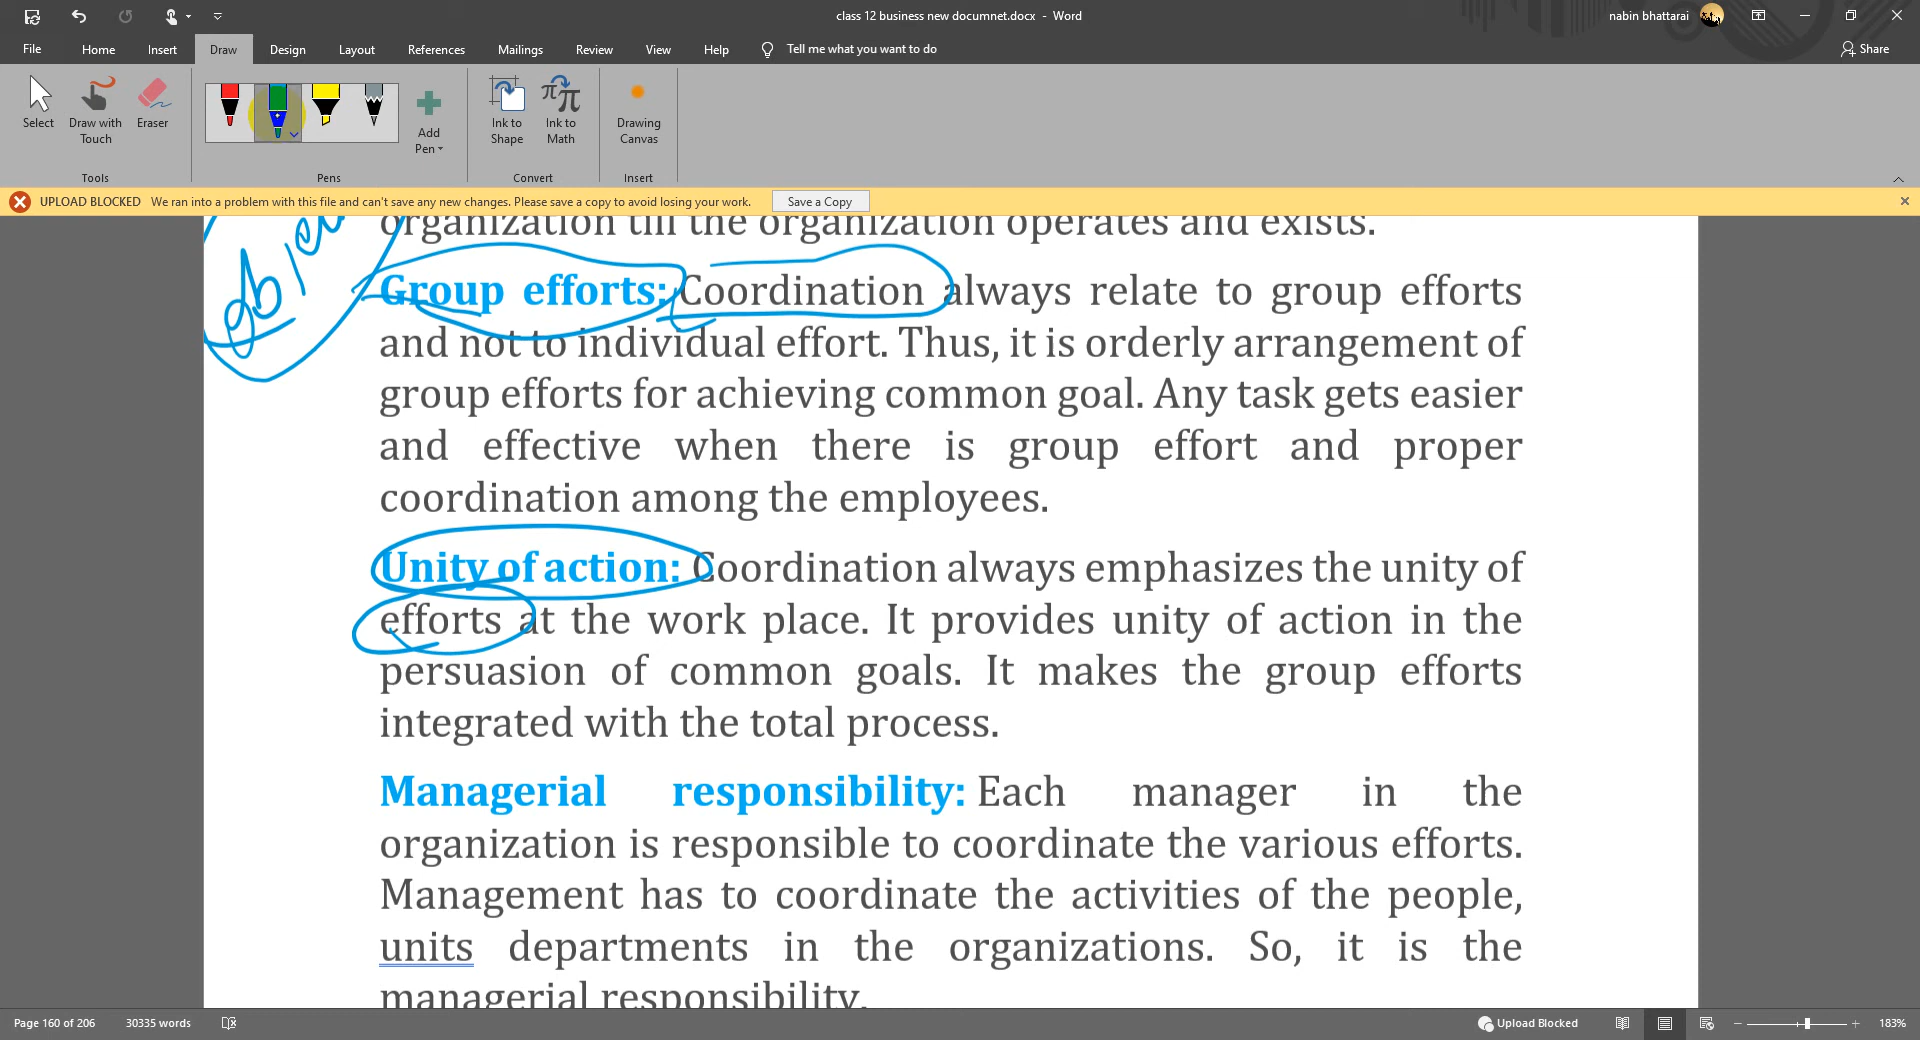 class 12 business new documnet.docx - Word
nabin bhattarai
File Home Insert Draw Design Layout References Mailings Review View Help Tell me what you want to do
Share
Select Draw with Touch Eraser
Add Pen
Ink to Shape Ink to Math
Drawing Canvas
Tools Pens Convert Insert
UPLOAD BLOCKED We ran into a problem with this file and can't save any new changes. Please save a copy to avoid losing your work. Save a Copy
organization till the organization operates and exists.
Group efforts: Coordination always relate to group efforts
and not to individual effort. Thus, it is orderly arrangement of
group efforts for achieving common goal. Any task gets easier
and effective when there is group effort and proper
coordination among the employees.
Unity of action: Coordination always emphasizes the unity of
efforts at the work place. It provides unity of action in the
persuasion of common goals. It makes the group efforts
integrated with the total process.
Managerial responsibility: Each manager in the
organization is responsible to coordinate the various efforts.
Management has to coordinate the activities of the people,
units departments in the organizations. So, it is the
managerial responsibility.
Page 160 of 206 30335 words
Upload Blocked
183%